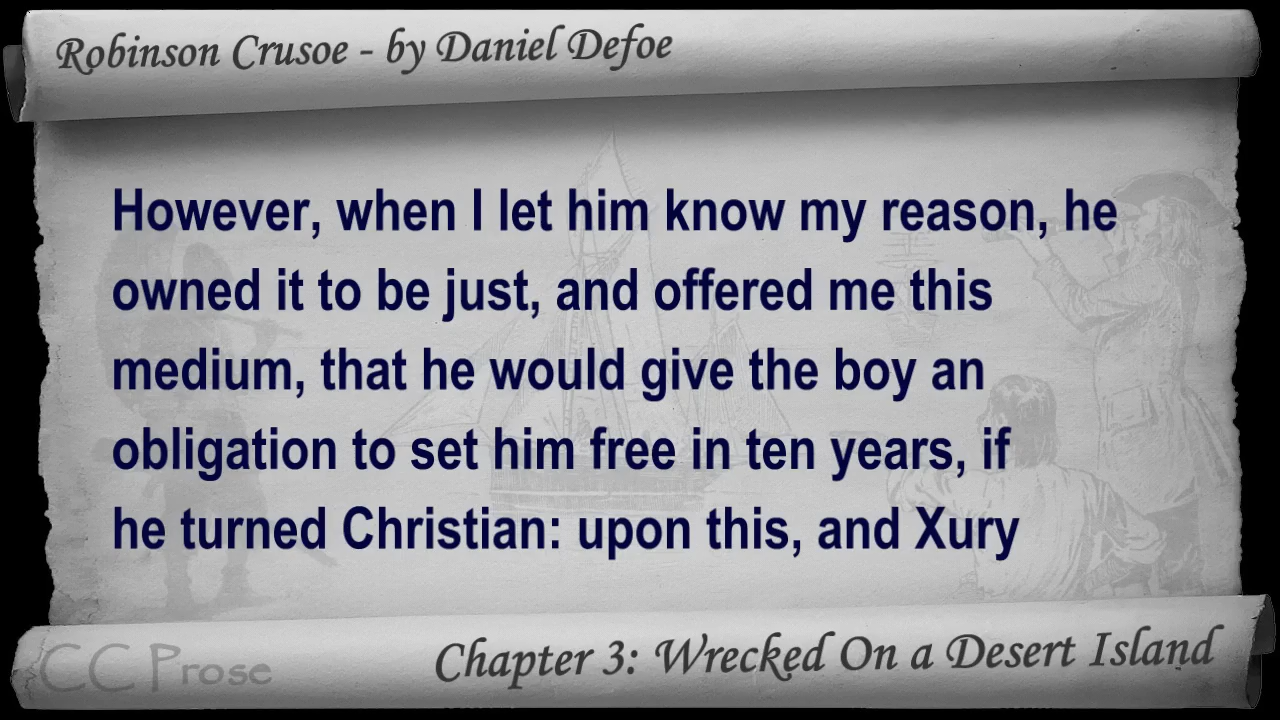 Robinson Crusoe - by Daniel Defoe
However, when I let him know my reason, he
owned it to be just, and offered me this
medium, that he would give the boy an
obligation to set him free in ten years, if
he turned Christian: upon this, and Xury
CC Prose
Chapter 3: Wrecked On a Desert Island